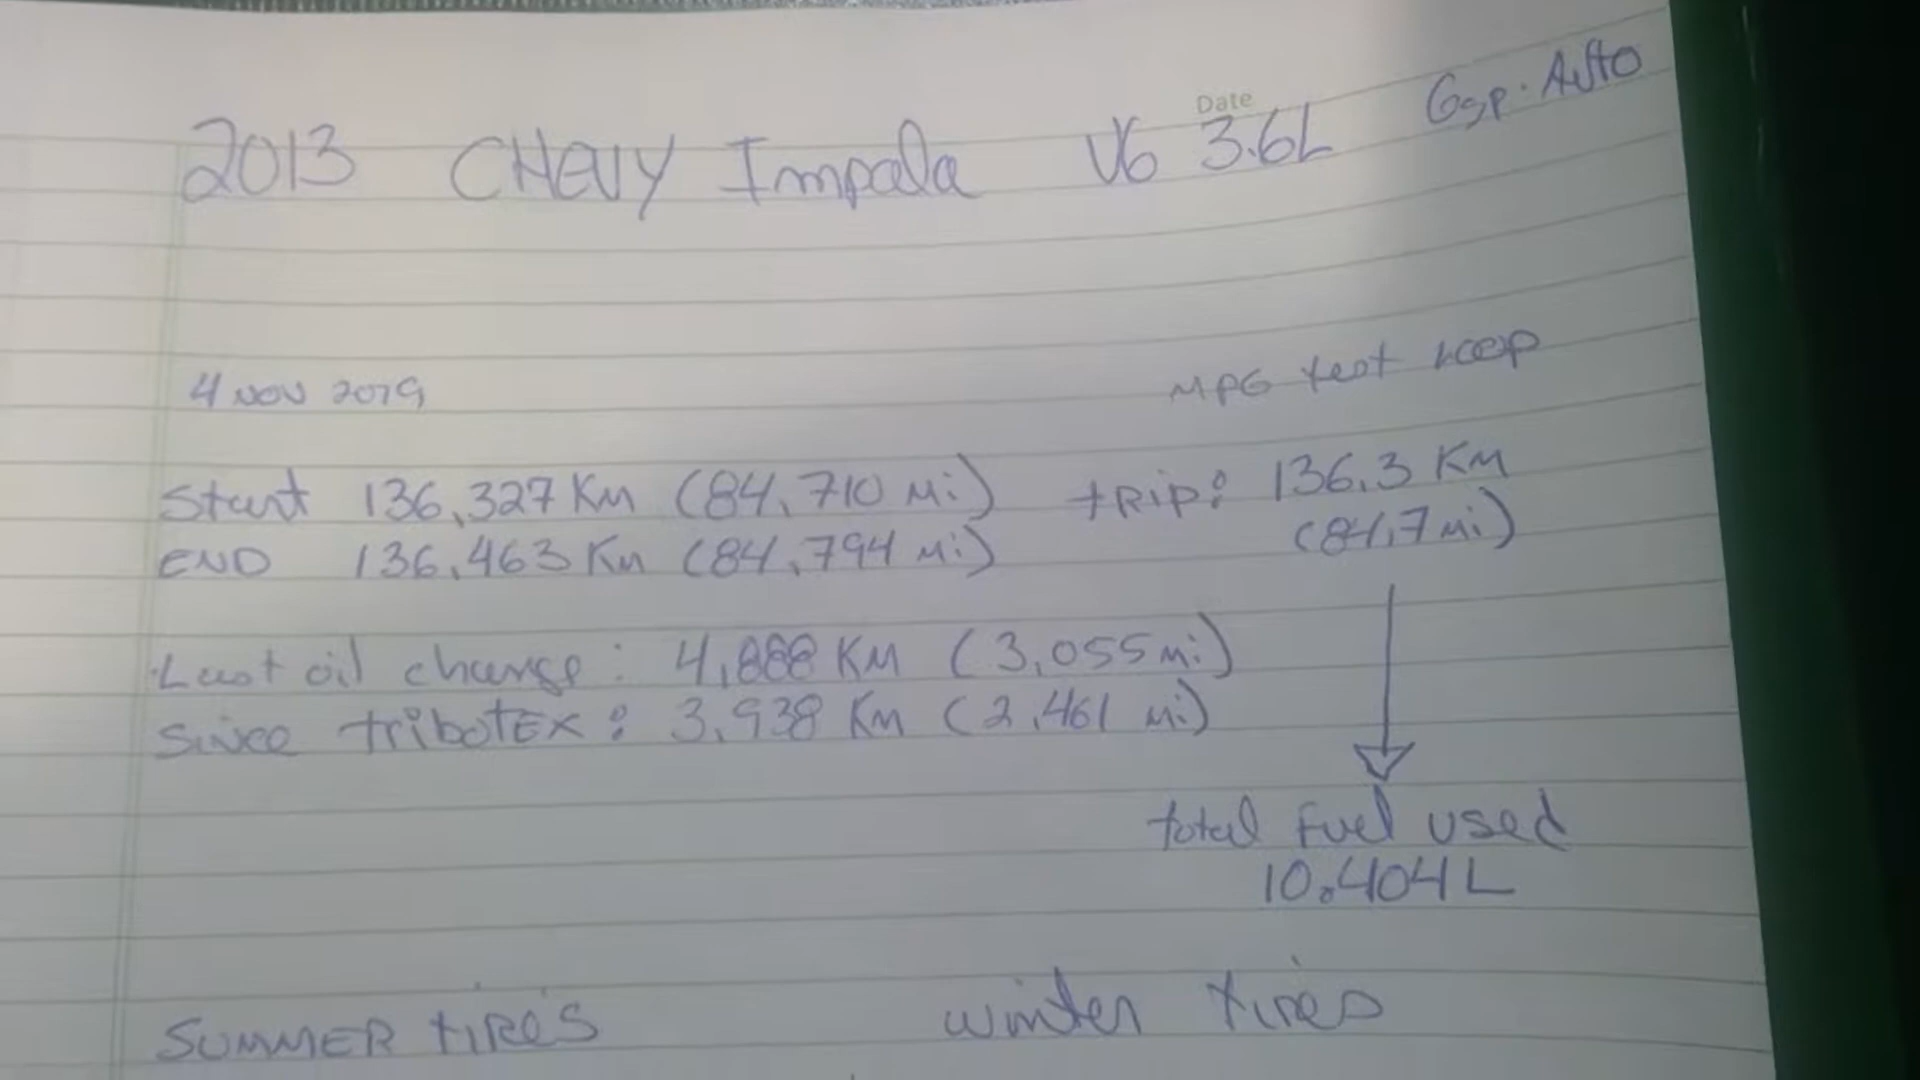 Date
2013 CHEVY Impala V6 3.6L 6sp. Auto
4 NOV 2019 MPG test Loop
Start 136,327 Km (84,710 Mi) tRip: 136.3 KM
END 136,463 Km (84,794 Mi) (84.7 mi)
Last oil change: 4,888 KM (3,055 mi)
Since tribotEx: 3,938 Km (2,461 mi)
total Fuel used
10.404 L
SUMMER tIRES winter tires